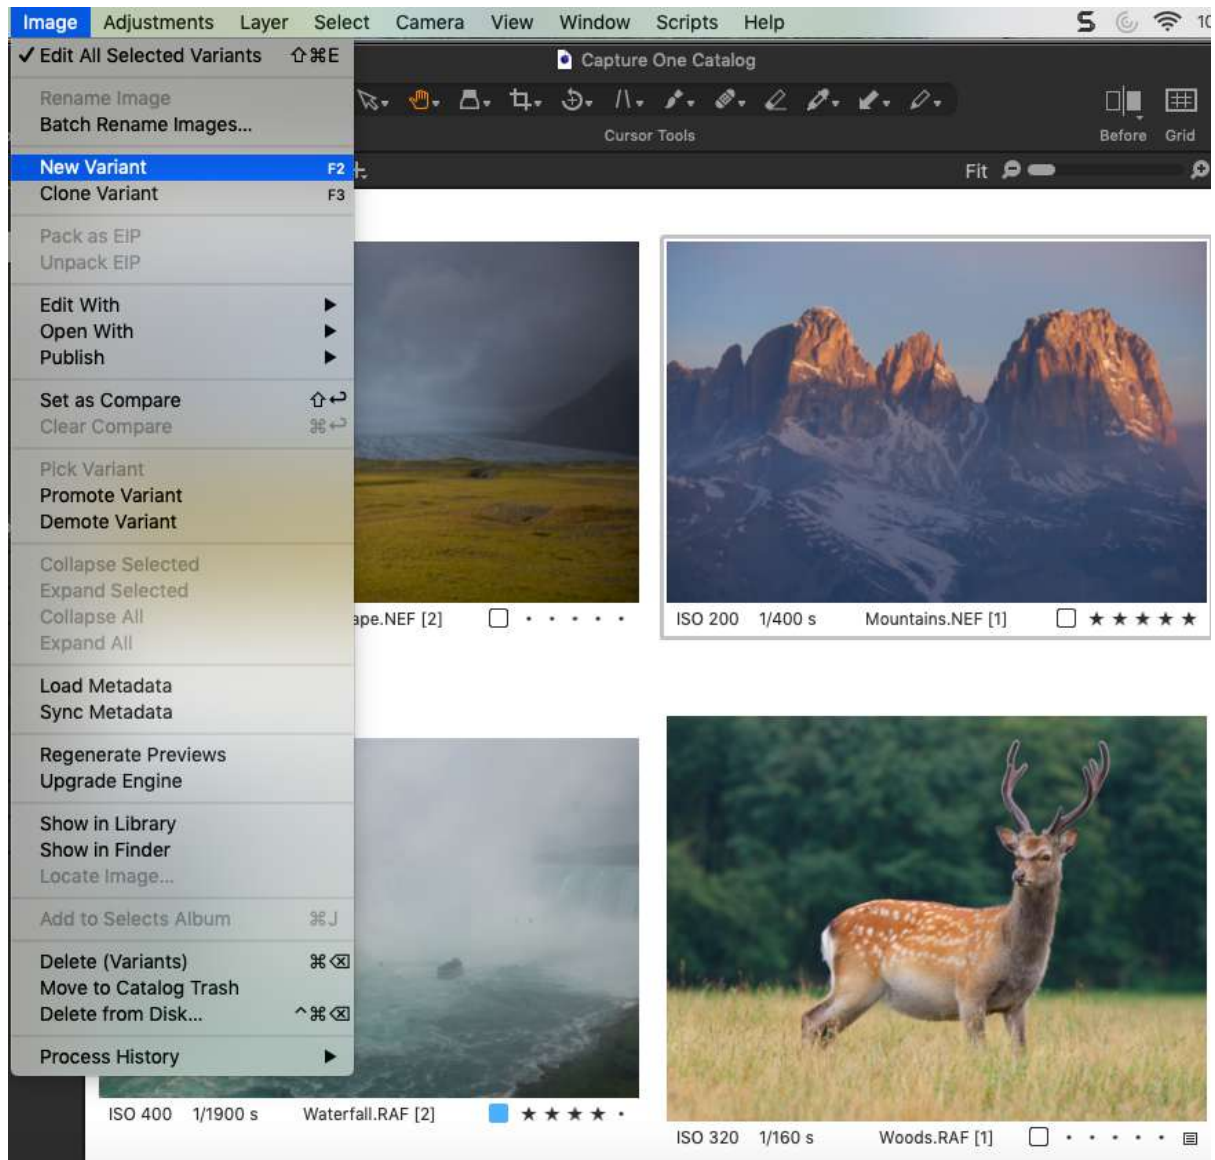 Image Adjustments Layer Select Camera View Window Scripts Help
Capture One Catalog
Cursor Tools
Before Grid
Fit
✓ Edit All Selected Variants ⇧⌘E
Rename Image
Batch Rename Images...
New Variant F2
Clone Variant F3
Pack as EIP
Unpack EIP
Edit With ▶
Open With ▶
Publish ▶
Set as Compare ⇧↩
Clear Compare ⌘↩
Pick Variant
Promote Variant
Demote Variant
Collapse Selected
Expand Selected
Collapse All
Expand All
Load Metadata
Sync Metadata
Regenerate Previews
Upgrade Engine
Show in Library
Show in Finder
Locate Image...
Add to Selects Album ⌘J
Delete (Variants) ⌘⌫
Move to Catalog Trash
Delete from Disk... ^⌘⌫
Process History ▶
ape.NEF [2]
ISO 200 1/400 s Mountains.NEF [1] ★★★★★
ISO 400 1/1900 s Waterfall.RAF [2] ★★★★ ·
ISO 320 1/160 s Woods.RAF [1]